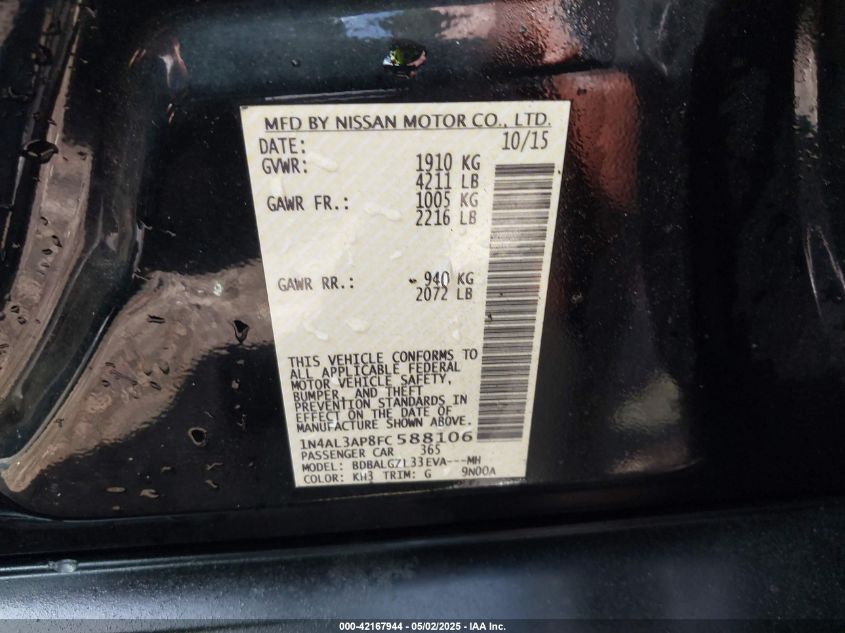 MFD BY NISSAN MOTOR CO., LTD.
DATE: 10/15
GVWR: 1910 KG
4211 LB
GAWR FR.: 1005 KG
2216 LB
GAWR RR.: 940 KG
2072 LB
THIS VEHICLE CONFORMS TO
ALL APPLICABLE FEDERAL
MOTOR VEHICLE SAFETY,
BUMPER, AND THEFT
PREVENTION STANDARDS IN
EFFECT ON THE DATE OF
MANUFACTURE SHOWN ABOVE.
1N4AL3AP8FC588106
PASSENGER CAR 365
MODEL: BDBALGZL33EVA---MH
COLOR: KH3 TRIM: G 9N00A
000-42167944 - 05/02/2025 - IAA Inc.